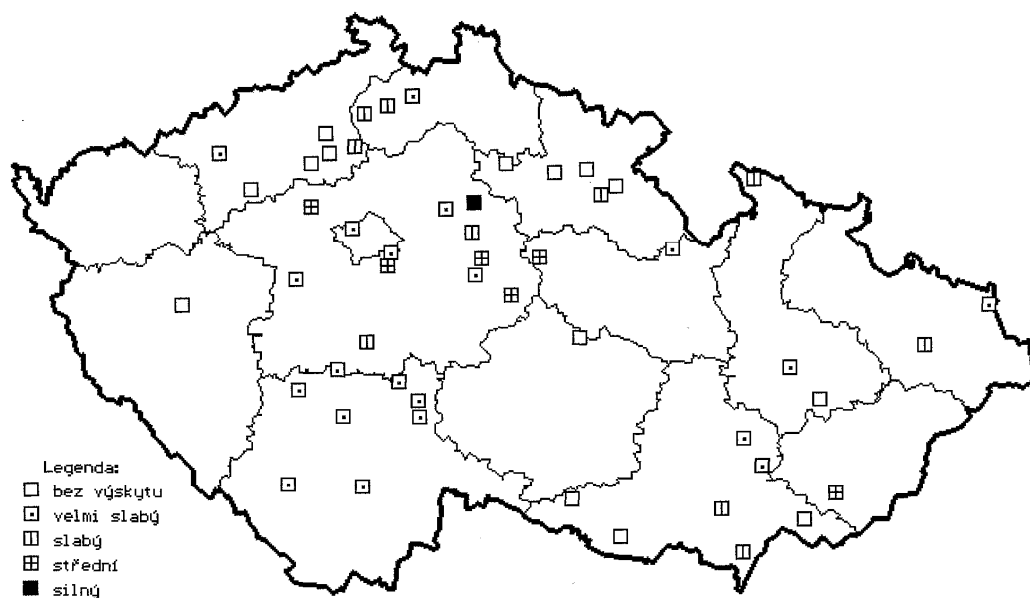 Legenda:
bez výskytu
velmi slabý
slabý
střední
silný